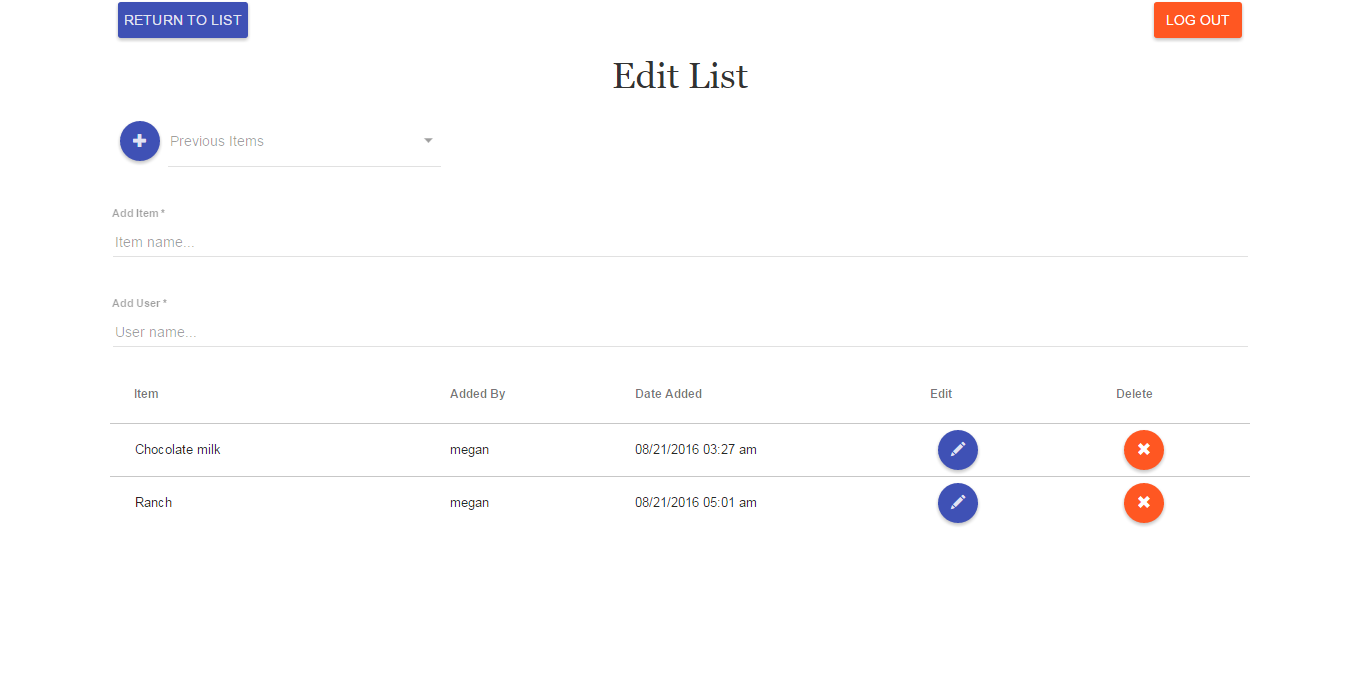 RETURN TO LIST LOG OUT
Edit List
Previous Items
Add Item *
Item name...
Add User *
User name...
Item Added By Date Added Edit Delete
Chocolate milk megan 08/21/2016 03:27 am
Ranch megan 08/21/2016 05:01 am